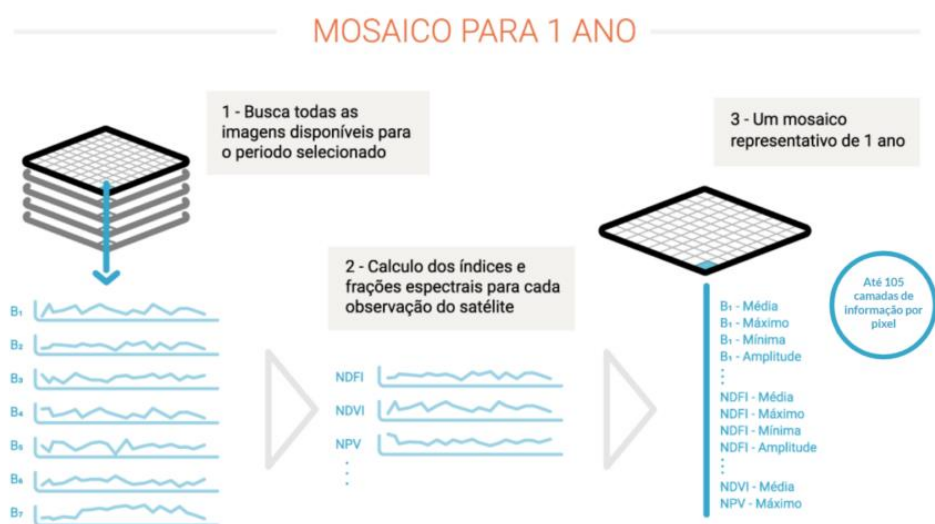 MOSAICO PARA 1 ANO
1 - Busca todas as
imagens disponíveis para
o periodo selecionado
B₁
B₂
B₃
B₄
B₅
B₆
B₇
2 - Calculo dos índices e
frações espectrais para cada
observação do satélite
NDFI
NDVI
NPV
3 - Um mosaico
representativo de 1 ano
Até 105
camadas de
informação por
pixel
B₁ - Média
B₁ - Máximo
B₁ - Mínima
B₁ - Amplitude
NDFI - Média
NDFI - Máximo
NDFI - Mínima
NDFI - Amplitude
NDVI - Média
NPV - Máximo